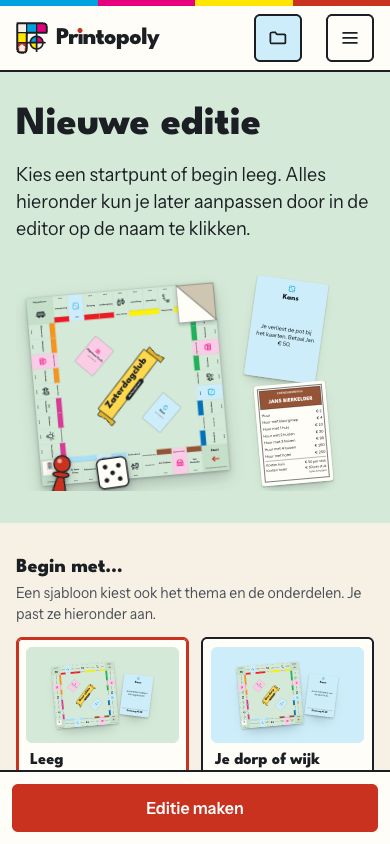 Printopoly
Nieuwe editie
Kies een startpunt of begin leeg. Alles
hieronder kun je later aanpassen door in de
editor op de naam te klikken.
Kans
Je verliest de pot bij
het kaarten. Betaal Jan
€ 50.
Zaterdagclub
JANS BIERKELDER
Begin met...
Een sjabloon kiest ook het thema en de onderdelen. Je
past ze hieronder aan.
Leeg
Je dorp of wijk
Editie maken